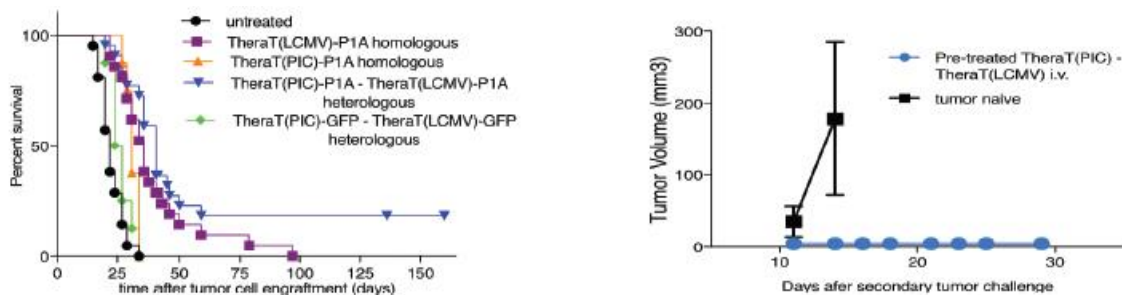 100
50
0
Percent survival
0 25 50 75 100 125 150
time after tumor cell engraftment (days)
untreated
TheraT(LCMV)-P1A homologous
TheraT(PIC)-P1A homologous
TheraT(PIC)-P1A - TheraT(LCMV)-P1A
heterologous
TheraT(PIC)-GFP - TheraT(LCMV)-GFP
heterologous
300
200
100
0
Tumor Volume (mm3)
10 20 30
Days afer secondary tumor challenge
Pre-treated TheraT(PIC) -
TheraT(LCMV) i.v.
tumor naive